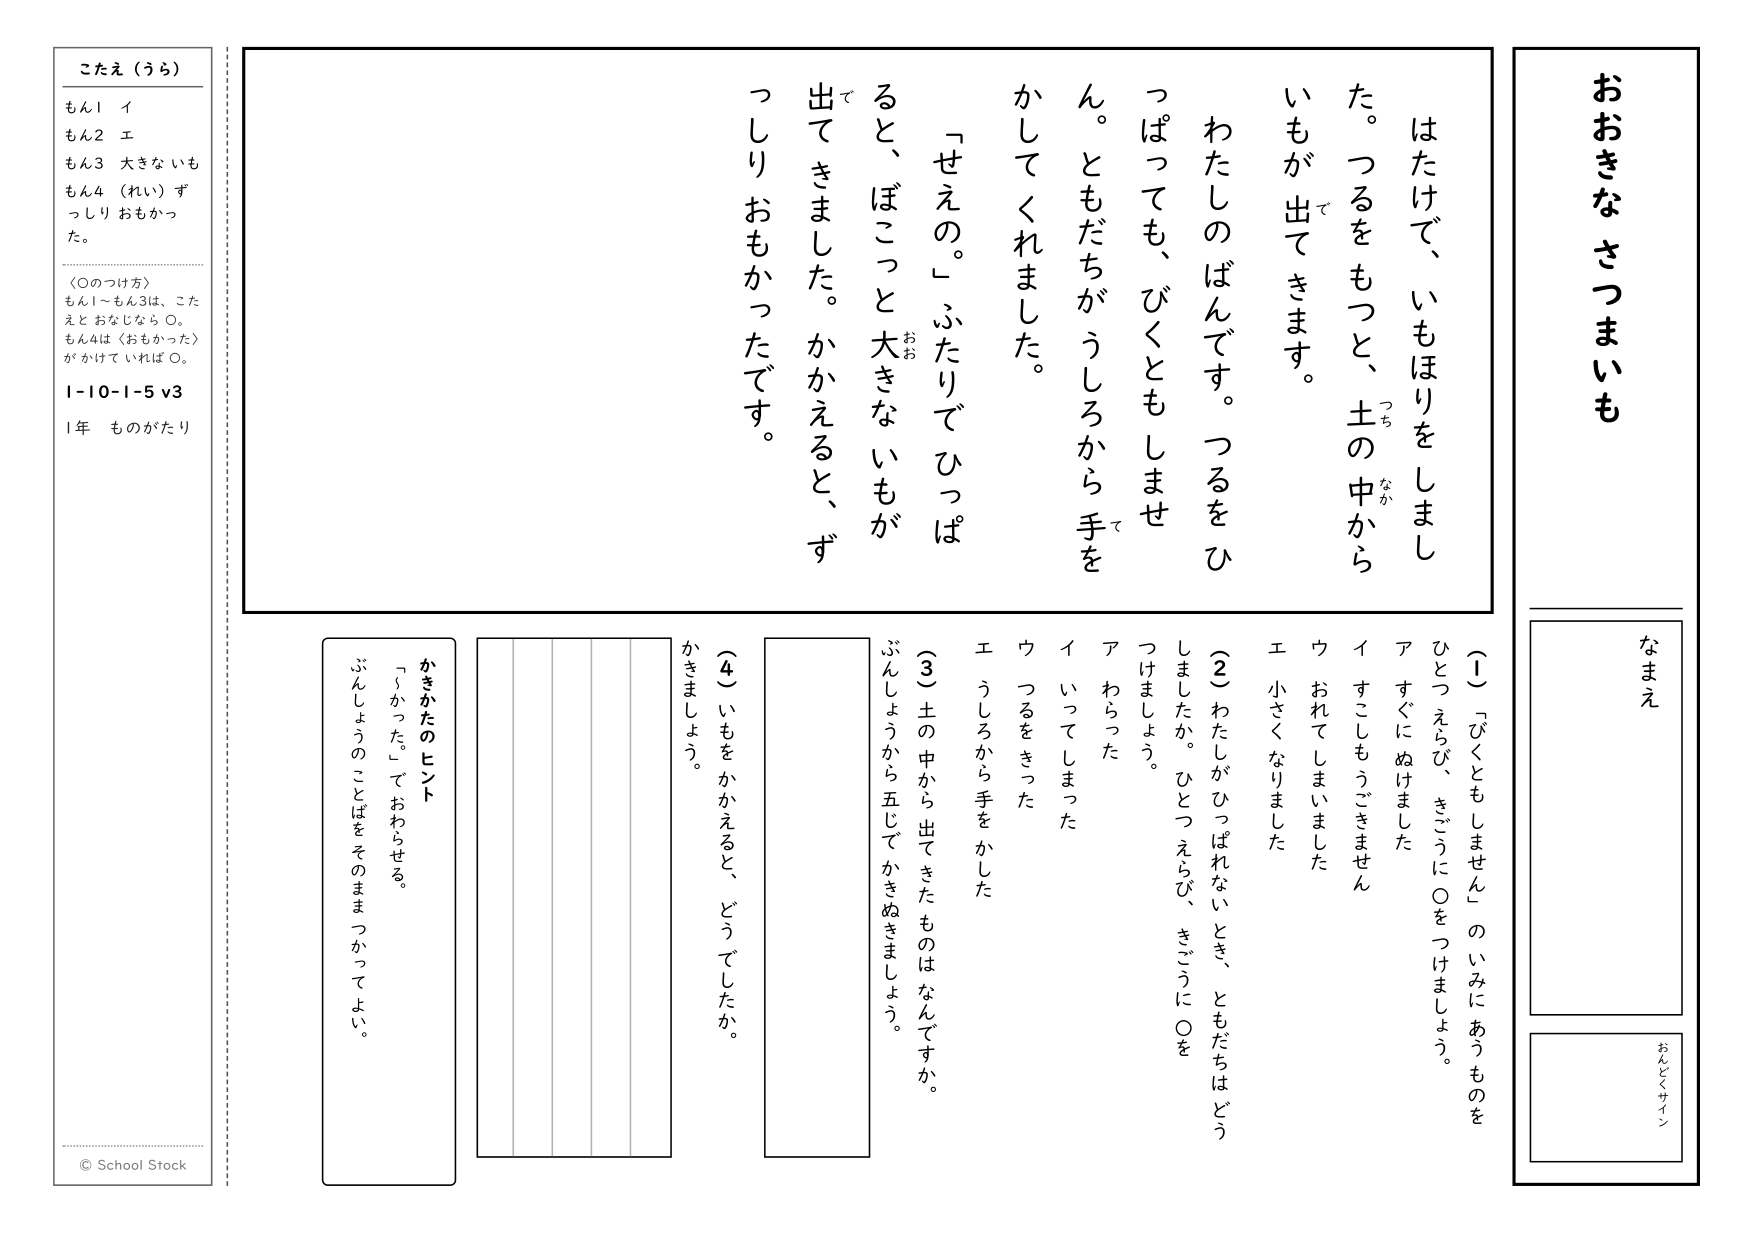 おおきな さつまいも
なまえ
おんどくサイン
はたけで、いもほりを しまし
た。つるを もつと、土の 中から
つち
なか
いもが 出て きます。
で
わたしの ばんです。つるを ひ
っぱっても、びくとも しませ
ん。ともだちが うしろから 手を
て
かして くれました。
「せえの。」ふたりで ひっぱ
ると、ぼこっと 大きな いもが
おお
出て きました。かかえると、ず
で
っしり おもかったです。
(1)「びくとも しません」の いみに あう ものを
ひとつ えらび、きごうに ○を つけましょう。
ア すぐに ぬけました
イ すこしも うごきません
ウ おれて しまいました
エ 小さく なりました
(2)わたしが ひっぱれない とき、ともだちは どう
しましたか。ひとつ えらび、きごうに ○を
つけましょう。
ア わらった
イ いって しまった
ウ つるを きった
エ うしろから 手を かした
(3)土の 中から 出て きた ものは なんですか。
ぶんしょうから 五じで かきぬきましょう。
(4)いもを かかえると、どう でしたか。
かきましょう。
かきかたの ヒント
「〜かった。」で おわらせる。
ぶんしょうの ことばを そのまま つかって よい。
こたえ（うら）
もん1 イ
もん2 エ
もん3 大きな いも
もん4 （れい）ず
っしり おもかっ
た。
〈○のつけ方〉
もん1～もん3は、こた
えと おなじなら ○。
もん4は〈おもかった〉
が かけて いれば ○。
1-10-1-5 v3
1年 ものがたり
© School Stock